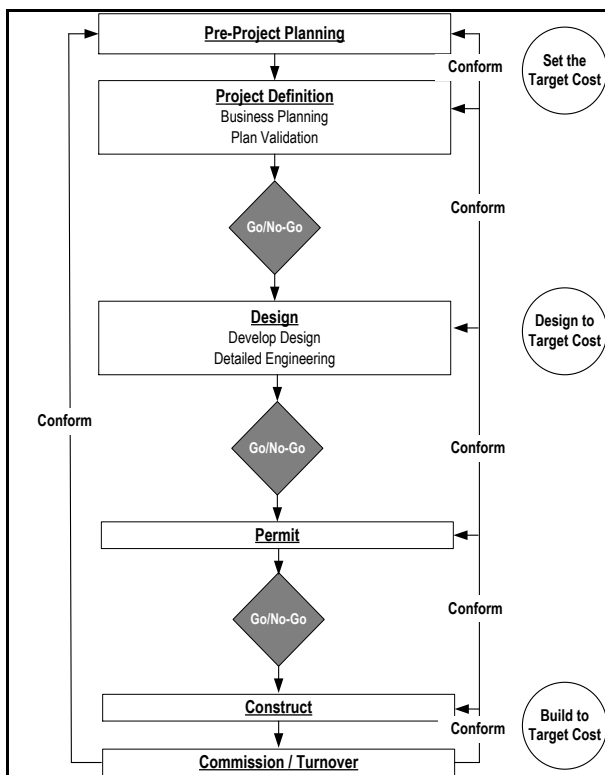 Pre-Project Planning
Conform
Set the
Target Cost
Project Definition
Business Planning
Plan Validation
Conform
Go/No-Go
Design
Develop Design
Detailed Engineering
Design to
Target Cost
Conform
Go/No-Go
Conform
Permit
Go/No-Go
Conform
Construct
Conform
Build to
Target Cost
Commission / Turnover